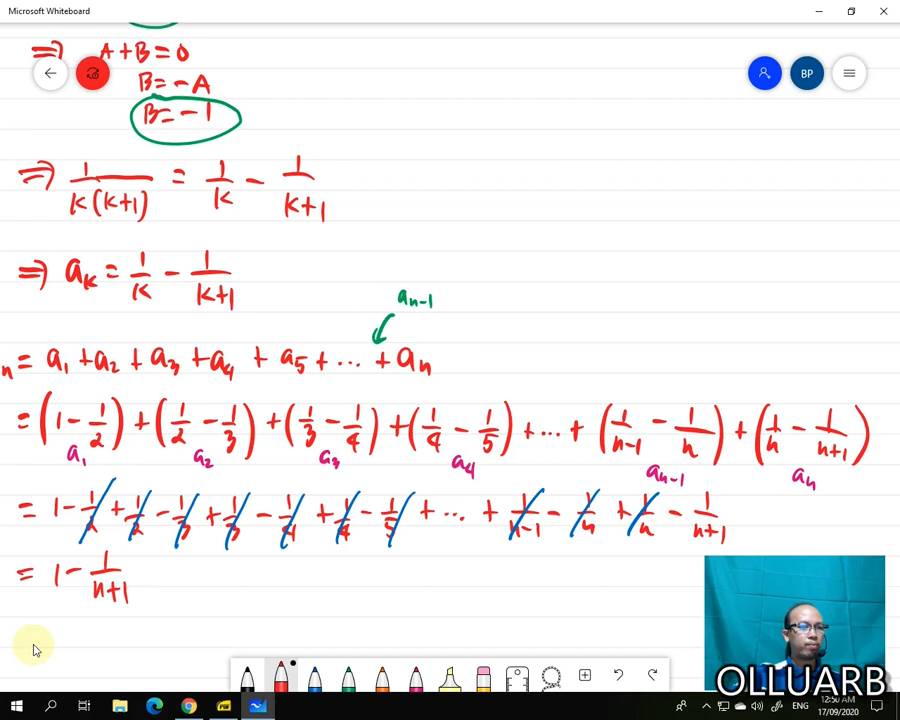 Microsoft Whiteboard
⇒ A + B = 0
B = -A
B = -1
BP
⇒ 1/(k(k+1)) = 1/k - 1/(k+1)
⇒ a_k = 1/k - 1/(k+1)
a_{n-1}
n = a_1 + a_2 + a_3 + a_4 + a_5 + ... + a_n
= (1 - 1/2) + (1/2 - 1/3) + (1/3 - 1/4) + (1/4 - 1/5) + ... + (1/(n-1) - 1/n) + (1/n - 1/(n+1))
a_1 a_2 a_3 a_4 a_{n-1} a_n
= 1 - 1/2 + 1/2 - 1/3 + 1/3 - 1/4 + 1/4 - 1/5 + ... + 1/(n-1) - 1/n + 1/n - 1/(n+1)
= 1 - 1/(n+1)
OLLUARB
ENG
12:50 AM
17/09/2020